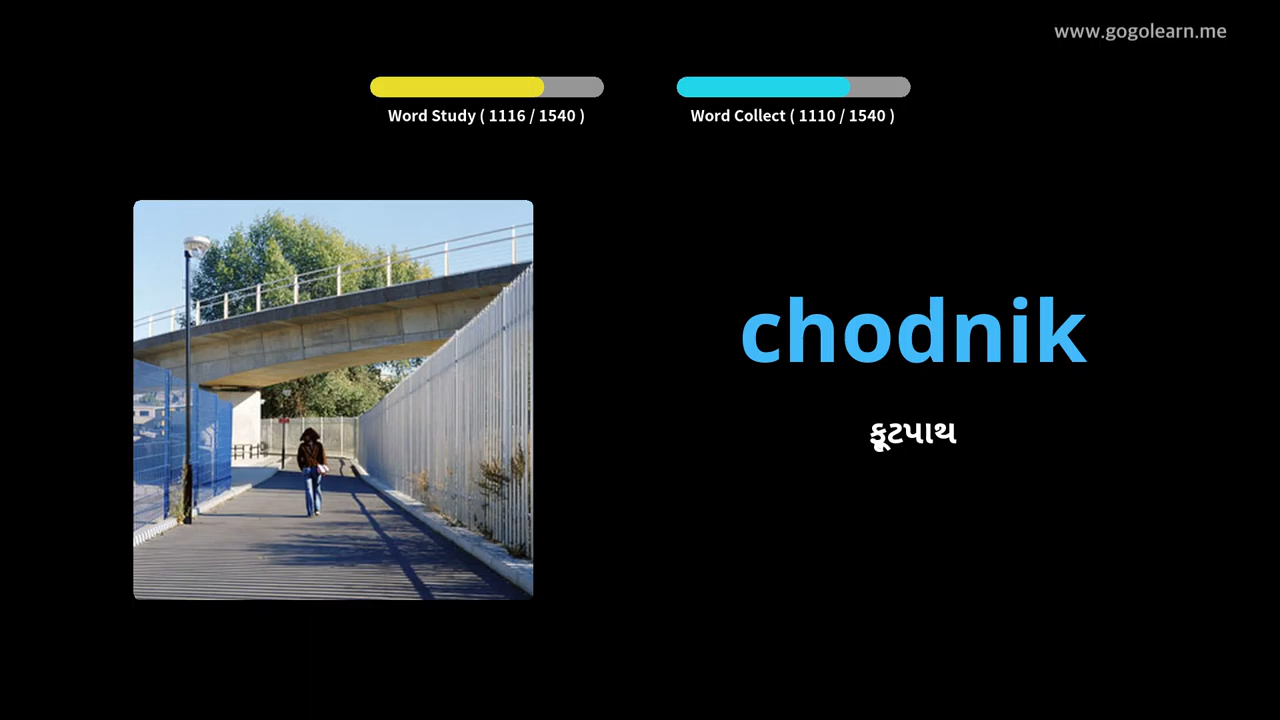 www.gogolearn.me
Word Study ( 1116 / 1540 )
Word Collect ( 1110 / 1540 )
chodnik
ફૂટપાથ